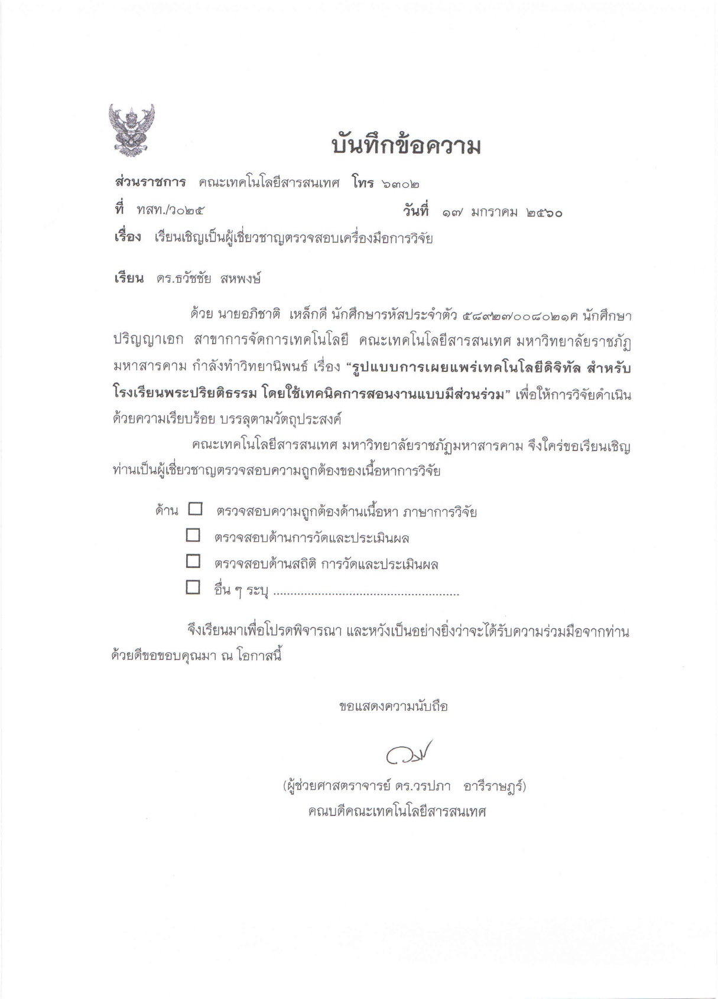 บันทึกข้อความ
ส่วนราชการ คณะเทคโนโลยีสารสนเทศ โทร ๖๓๐๒
ที่ ทสท./ว๐๒๕ วันที่ ๑๗ มกราคม ๒๕๖๐
เรื่อง เรียนเชิญเป็นผู้เชี่ยวชาญตรวจสอบเครื่องมือการวิจัย
เรียน ดร.ธวัชชัย สหพงษ์
ด้วย นายอภิชาติ เหล็กดี นักศึกษารหัสประจำตัว ๕๘๙๒๗๐๐๘๐๒๑ค นักศึกษา
ปริญญาเอก สาขาการจัดการเทคโนโลยี คณะเทคโนโลยีสารสนเทศ มหาวิทยาลัยราชภัฏ
มหาสารคาม กำลังทำวิทยานิพนธ์ เรื่อง “รูปแบบการเผยแพร่เทคโนโลยีดิจิทัล สำหรับ
โรงเรียนพระปริยติธรรม โดยใช้เทคนิคการสอนงานแบบมีส่วนร่วม” เพื่อให้การวิจัยดำเนิน
ด้วยความเรียบร้อย บรรลุตามวัตถุประสงค์
คณะเทคโนโลยีสารสนเทศ มหาวิทยาลัยราชภัฏมหาสารคาม จึงใคร่ขอเรียนเชิญ
ท่านเป็นผู้เชี่ยวชาญตรวจสอบความถูกต้องของเนื้อหาการวิจัย
ด้าน ☐ ตรวจสอบความถูกต้องด้านเนื้อหา ภาษาการวิจัย
☐ ตรวจสอบด้านการวัดและประเมินผล
☐ ตรวจสอบด้านสถิติ การวัดและประเมินผล
☐ อื่น ๆ ระบุ ......................................................
จึงเรียนมาเพื่อโปรดพิจารณา และหวังเป็นอย่างยิ่งว่าจะได้รับความร่วมมือจากท่าน
ด้วยดีขอขอบคุณมา ณ โอกาสนี้
ขอแสดงความนับถือ
(ผู้ช่วยศาสตราจารย์ ดร.วรปภา อารีราษฎร์)
คณบดีคณะเทคโนโลยีสารสนเทศ